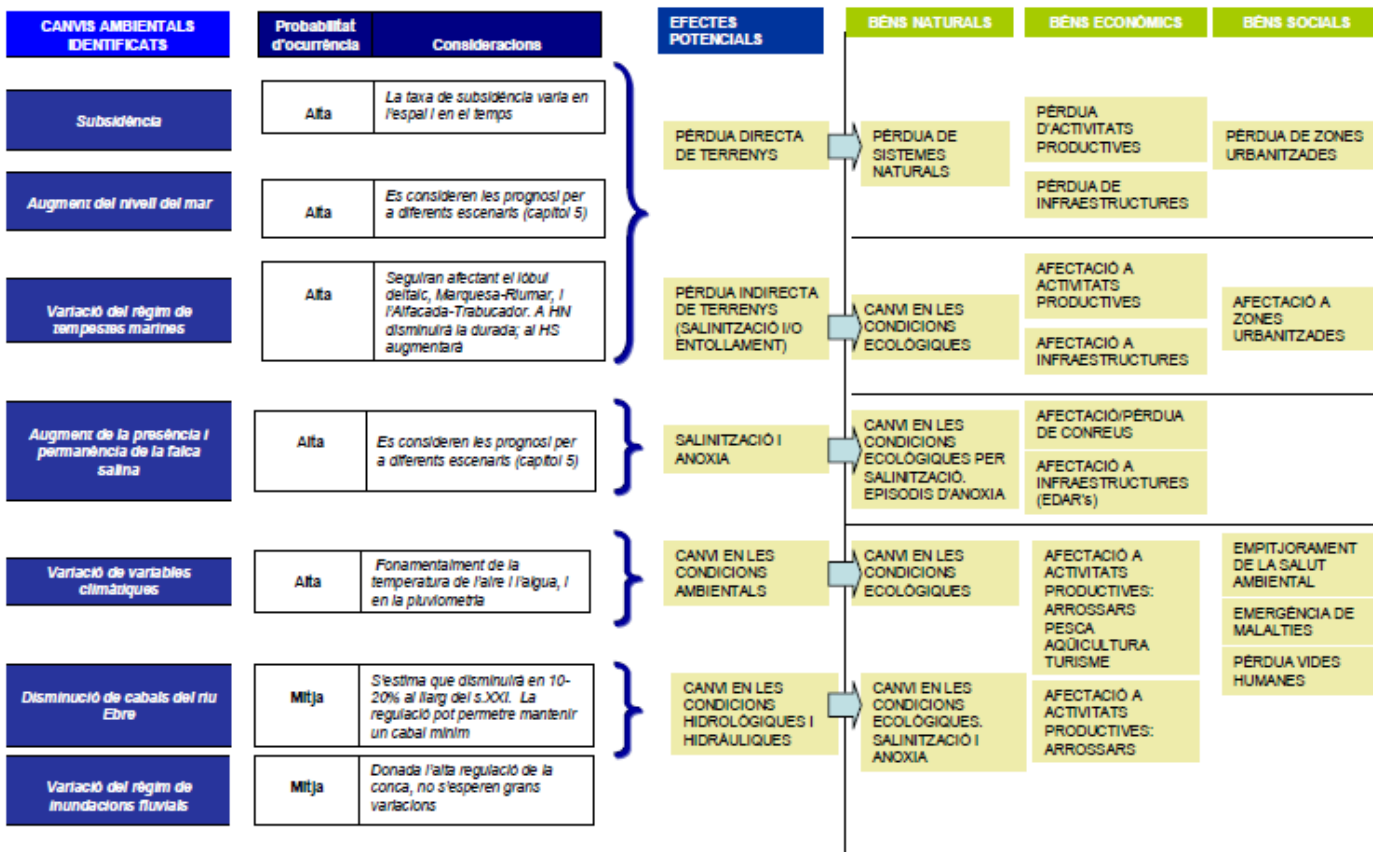 CANVIS AMBIENTALS
IDENTIFICATS
Probabilitat
d'ocurrència
Consideracions
EFECTES
POTENCIALS
BÉNS NATURALS
BÉNS ECONÒMICS
BÉNS SOCIALS
Subsidència
Alta
La taxa de subsidència varia en
l'espai i en el temps
Augment del nivell del mar
Alta
Es consideren les prognosi per
a diferents escenaris (capítol 5)
Variació del règim de
tempestes marines
Alta
Seguiran afectant el lòbul
deltaic, Marquesa-Riumar, i
l'Alfacada-Trabucador. A HN
disminuirà la durada; al HS
augmentarà
PÈRDUA DIRECTA
DE TERRENYS
PÈRDUA DE
SISTEMES
NATURALS
PÈRDUA
D'ACTIVITATS
PRODUCTIVES
PÈRDUA DE
INFRAESTRUCTURES
PÈRDUA DE ZONES
URBANITZADES
PÈRDUA INDIRECTA
DE TERRENYS
(SALINITZACIÓ I/O
ENTOLLAMENT)
CANVI EN LES
CONDICIONS
ECOLÒGIQUES
AFECTACIÓ A
ACTIVITATS
PRODUCTIVES
AFECTACIÓ A
INFRAESTRUCTURES
AFECTACIÓ A
ZONES
URBANITZADES
Augment de la presència i
permanència de la falca
salina
Alta
Es consideren les prognosi per
a diferents escenaris (capítol 5)
SALINITZACIÓ I
ANOXIA
CANVI EN LES
CONDICIONS
ECOLÒGIQUES PER
SALINITZACIÓ.
EPISODIS D'ANOXIA
AFECTACIÓ/PÈRDUA
DE CONREUS
AFECTACIÓ A
INFRAESTRUCTURES
(EDAR's)
Variació de variables
climàtiques
Alta
Fonamentalment de la
temperatura de l'aire i l'aigua, i
en la pluviometria
CANVI EN LES
CONDICIONS
AMBIENTALS
CANVI EN LES
CONDICIONS
ECOLÒGIQUES
AFECTACIÓ A
ACTIVITATS
PRODUCTIVES:
ARROSSARS
PESCA
AQÜICULTURA
TURISME
EMPITJORAMENT
DE LA SALUT
AMBIENTAL
EMERGÈNCIA DE
MALALTIES
PÈRDUA VIDES
HUMANES
Disminució de cabals del riu
Ebre
Mitja
S'estima que disminuirà en 10-
20% al llarg del s.XXI. La
regulació pot permetre mantenir
un cabal mínim
CANVI EN LES
CONDICIONS
HIDROLÒGIQUES I
HIDRÀULIQUES
CANVI EN LES
CONDICIONS
ECOLÒGIQUES.
SALINITZACIÓ I
ANOXIA
AFECTACIÓ A
ACTIVITATS
PRODUCTIVES:
ARROSSARS
Variació del règim de
inundacions fluvials
Mitja
Donada l'alta regulació de la
conca, no s'esperen grans
variacions